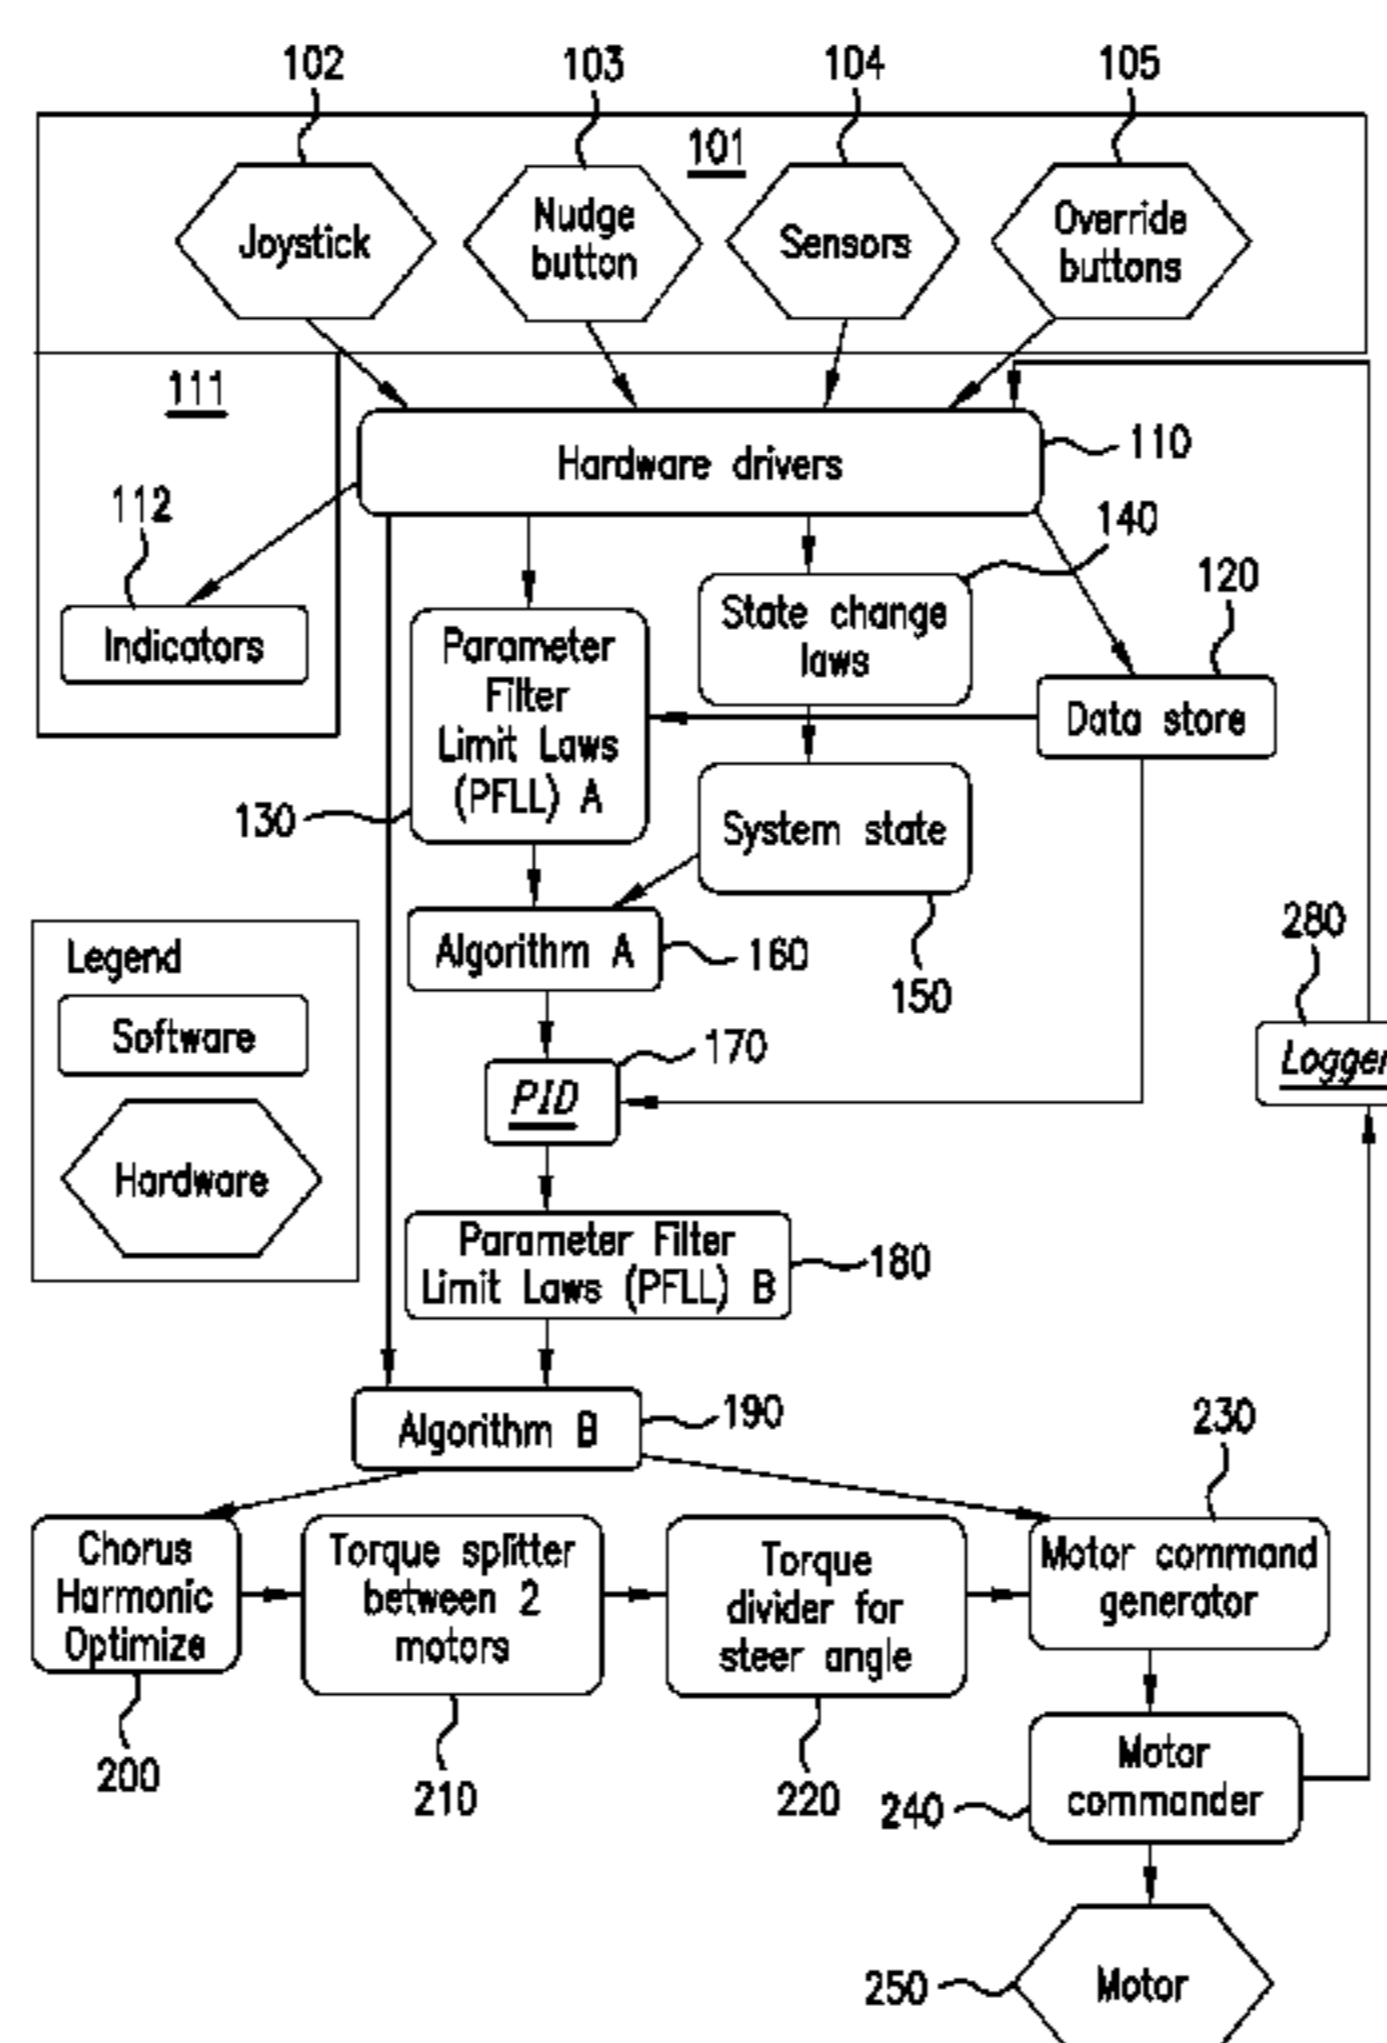 102
103
104
105
101
Joystick
Nudge
button
Sensors
Override
buttons
111
Hardware drivers
110
112
Indicators
140
State change
laws
120
Data store
Parameter
Filter
Limit Laws
(PFLL) A
130
System state
150
Algorithm A
160
Legend
Software
Hardware
280
Logger
170
PID
Parameter Filter
Limit Laws (PFLL) B
180
Algorithm B
190
230
Chorus
Harmonic
Optimize
200
Torque splitter
between 2
motors
210
Torque
divider for
steer angle
220
Motor command
generator
Motor
commander
240
250
Motor